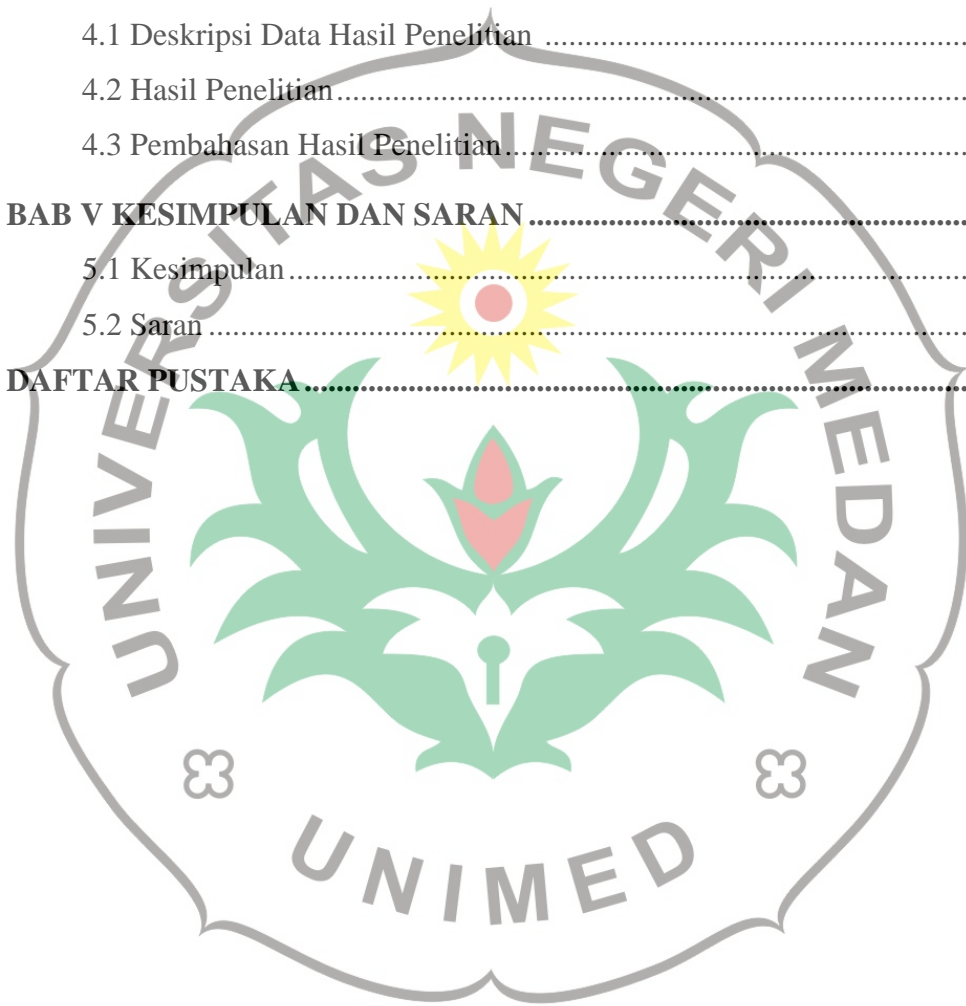 4.1 Deskripsi Data Hasil Penelitian ......................................................
4.2 Hasil Penelitian................................................................................
4.3 Pembahasan Hasil Penelitian...........................................................
BAB V KESIMPULAN DAN SARAN.......................................................
5.1 Kesimpulan......................................................................................
5.2 Saran ................................................................................................
DAFTAR PUSTAKA...................................................................................
UNIVERSITAS NEGERI MEDAN
UNIMED